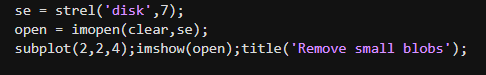 se = strel('disk',7);
open = imopen(clear,se);
subplot(2,2,4);imshow(open);title('Remove small blobs');